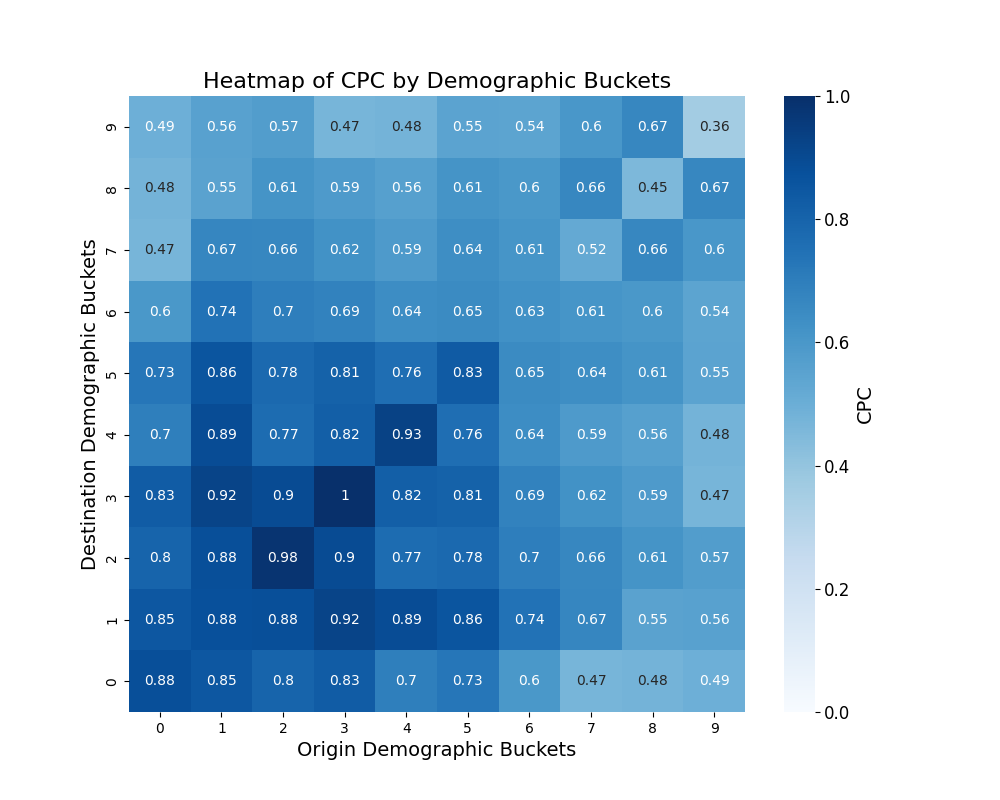 Heatmap of CPC by Demographic Buckets
9 0.49 0.56 0.57 0.47 0.48 0.55 0.54 0.6 0.67 0.36
8 0.48 0.55 0.61 0.59 0.56 0.61 0.6 0.66 0.45 0.67
7 0.47 0.67 0.66 0.62 0.59 0.64 0.61 0.52 0.66 0.6
6 0.6 0.74 0.7 0.69 0.64 0.65 0.63 0.61 0.6 0.54
5 0.73 0.86 0.78 0.81 0.76 0.83 0.65 0.64 0.61 0.55
4 0.7 0.89 0.77 0.82 0.93 0.76 0.64 0.59 0.56 0.48
3 0.83 0.92 0.9 1 0.82 0.81 0.69 0.62 0.59 0.47
2 0.8 0.88 0.98 0.9 0.77 0.78 0.7 0.66 0.61 0.57
1 0.85 0.88 0.88 0.92 0.89 0.86 0.74 0.67 0.55 0.56
0 0.88 0.85 0.8 0.83 0.7 0.73 0.6 0.47 0.48 0.49
0 1 2 3 4 5 6 7 8 9
Origin Demographic Buckets
Destination Demographic Buckets
1.0
0.8
0.6
0.4
0.2
0.0
CPC